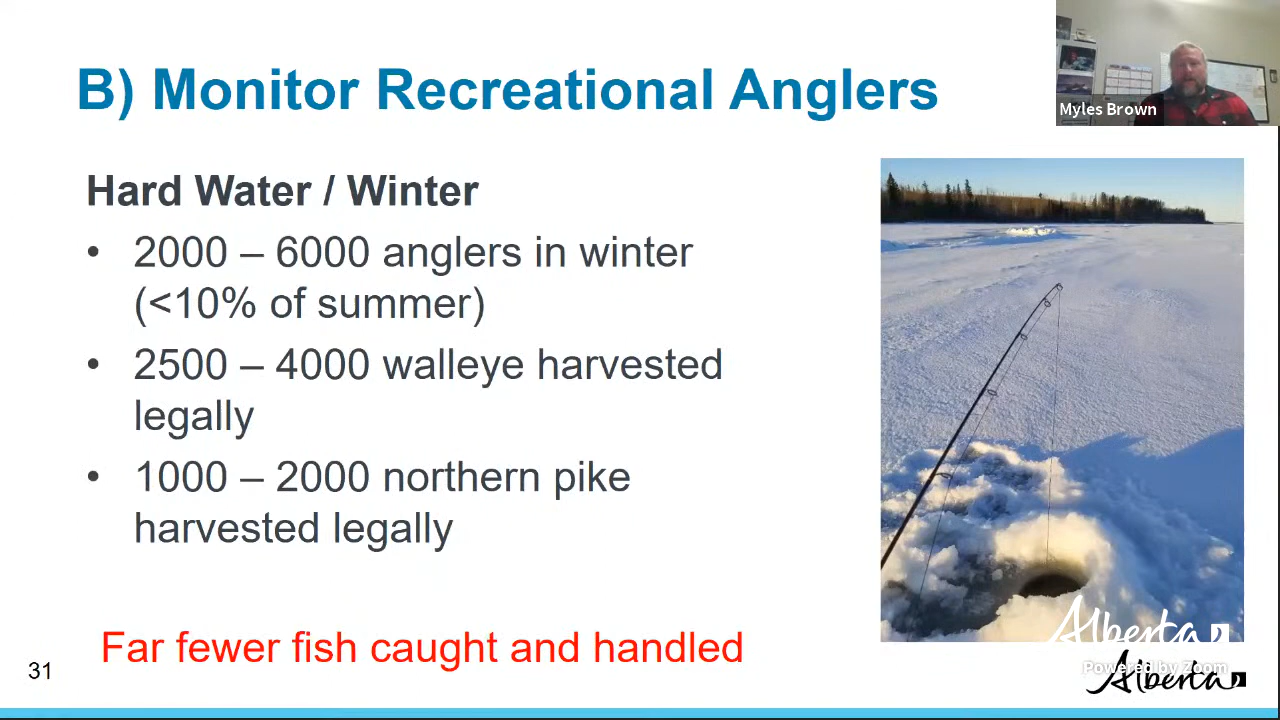 B) Monitor Recreational Anglers
Myles Brown
Hard Water / Winter
• 2000 – 6000 anglers in winter
(<10% of summer)
• 2500 – 4000 walleye harvested
legally
• 1000 – 2000 northern pike
harvested legally
Far fewer fish caught and handled
31
Alberta
Powered by Zoom
Alberta